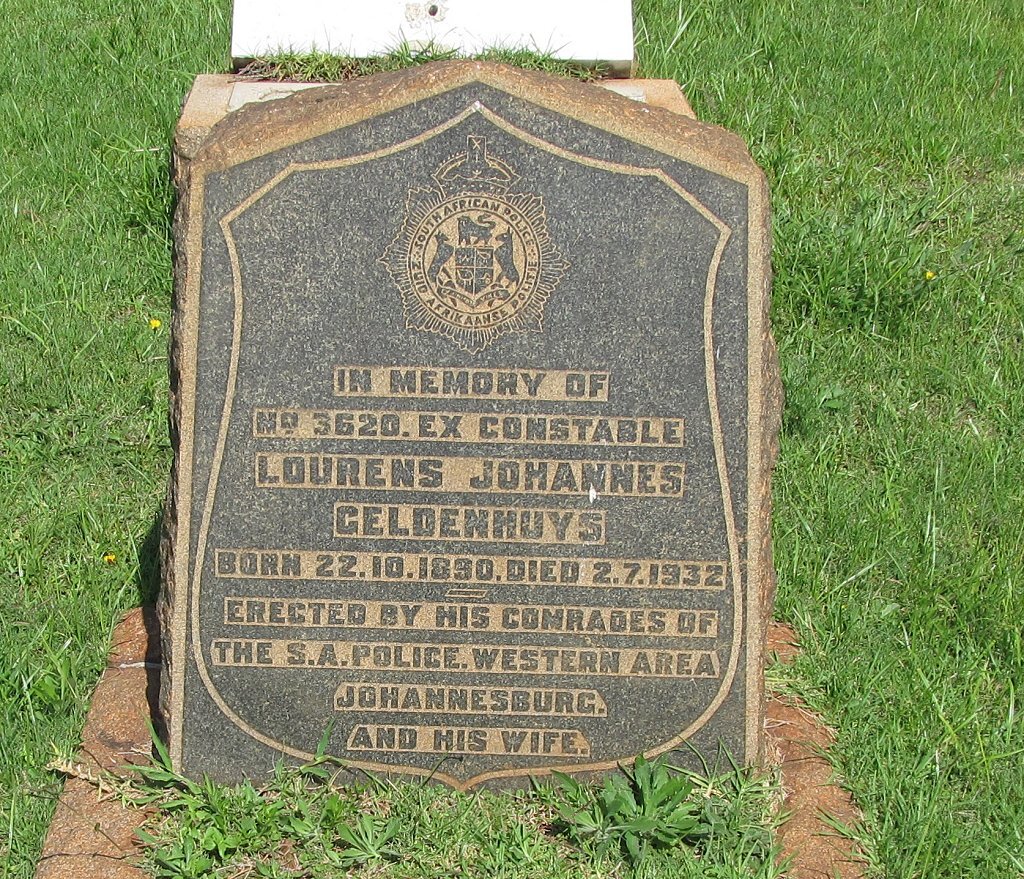 SOUTH AFRICAN POLICE
SUID AFRIKAANSE POLISIE
IN MEMORY OF
No 3620. EX CONSTABLE
LOURENS JOHANNES
GELDENHUYS
BORN 22.10.1890. DIED 2.7.1932
ERECTED BY HIS COMRADES OF
THE S.A. POLICE. WESTERN AREA
JOHANNESBURG.
AND HIS WIFE.